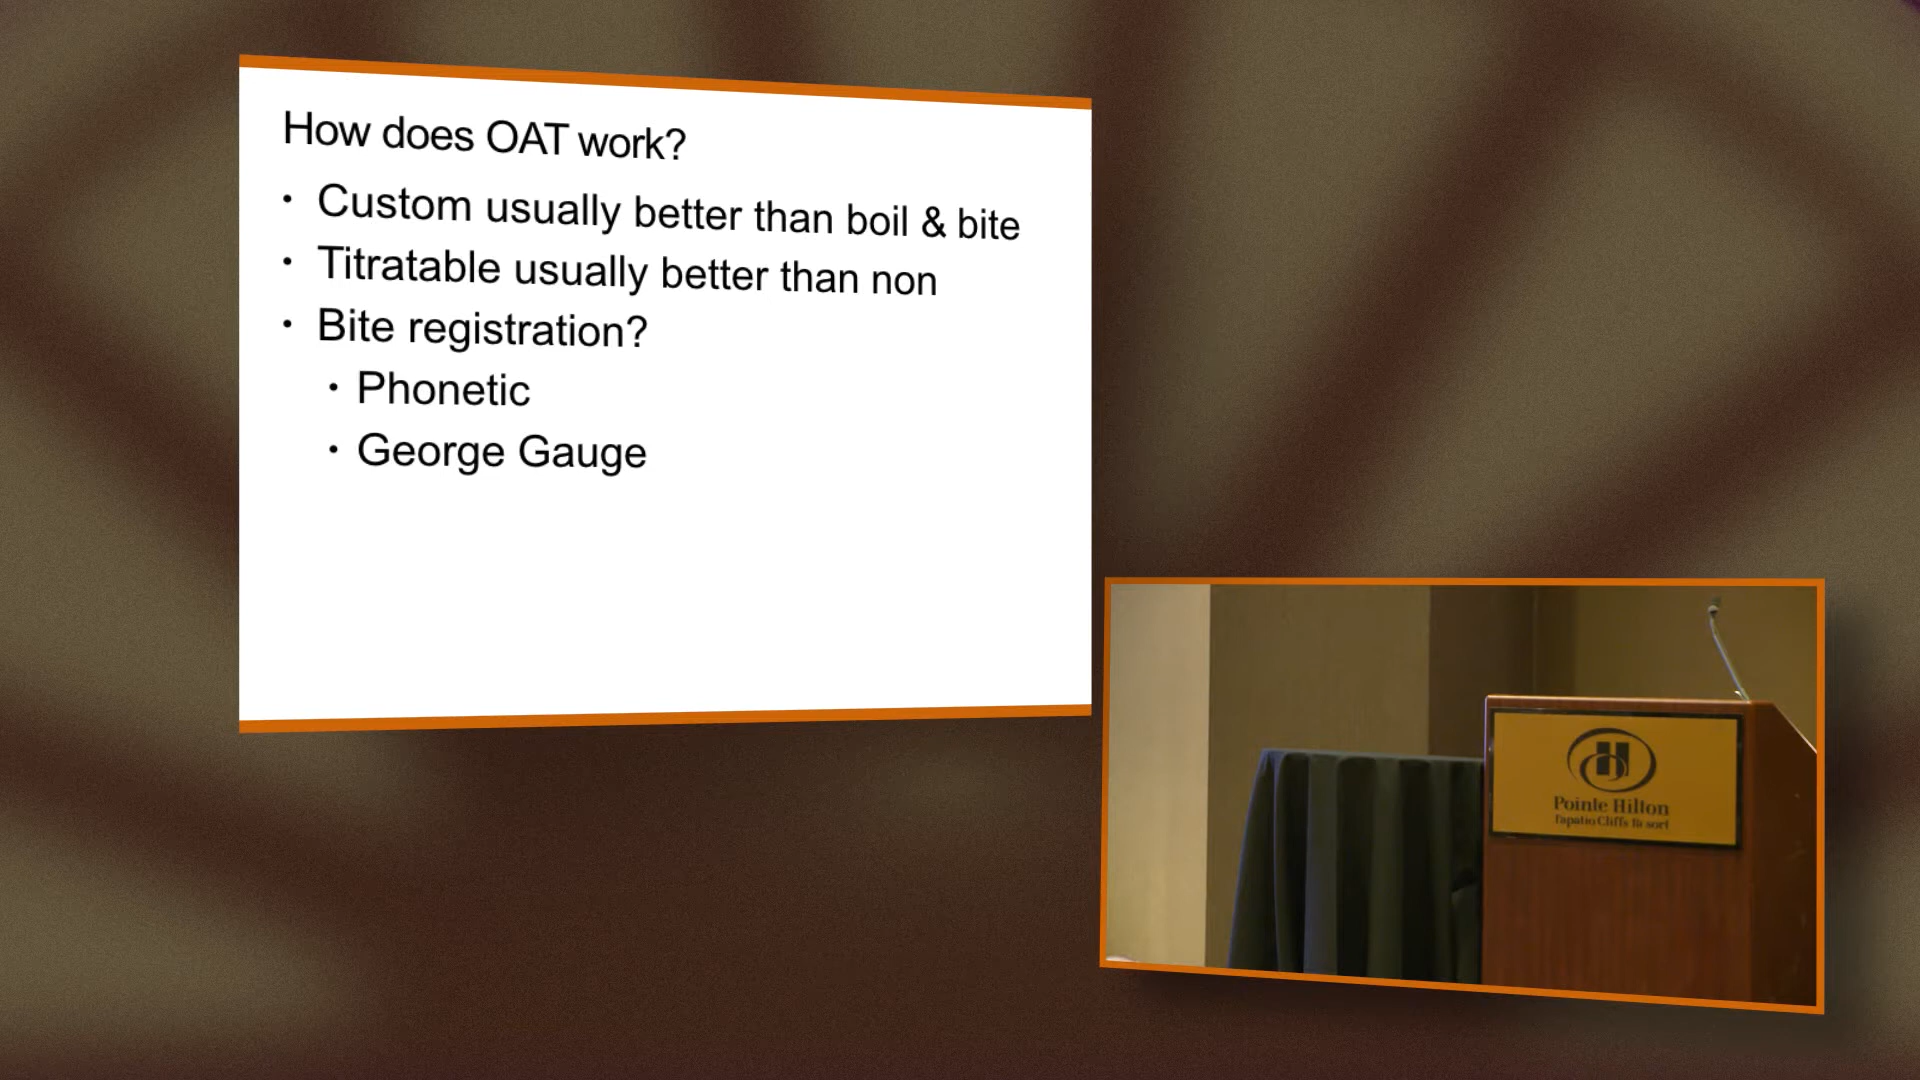 How does OAT work?
• Custom usually better than boil & bite
• Titratable usually better than non
• Bite registration?
• Phonetic
• George Gauge
Pointe Hilton
Tapatio Cliffs Resort